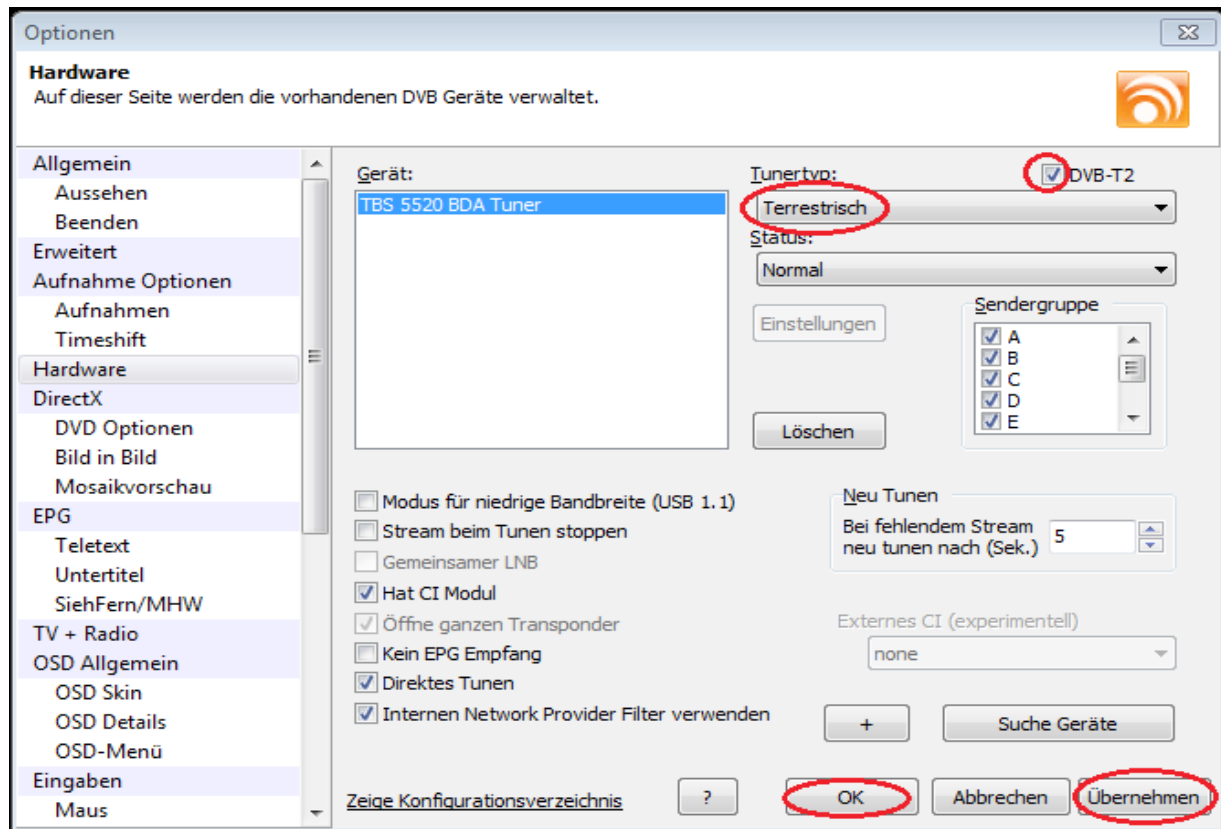 Optionen
Hardware
Auf dieser Seite werden die vorhandenen DVB Geräte verwaltet.
Allgemein
Aussehen
Beenden
Erweitert
Aufnahme Optionen
Aufnahmen
Timeshift
Hardware
DirectX
DVD Optionen
Bild in Bild
Mosaikvorschau
EPG
Teletext
Untertitel
SiehFern/MHW
TV + Radio
OSD Allgemein
OSD Skin
OSD Details
OSD-Menü
Eingaben
Maus
Gerät:
TBS 5520 BDA Tuner
Tunertyp:
DVB-T2
Terrestrisch
Status:
Normal
Einstellungen
Sendergruppe
A
B
C
D
E
Löschen
Modus für niedrige Bandbreite (USB 1.1)
Stream beim Tunen stoppen
Gemeinsamer LNB
Hat CI Modul
Öffne ganzen Transponder
Kein EPG Empfang
Direktes Tunen
Internen Network Provider Filter verwenden
Neu Tunen
Bei fehlendem Stream
neu tunen nach (Sek.)
5
Externes CI (experimentell)
none
+
Suche Geräte
Zeige Konfigurationsverzeichnis
?
OK
Abbrechen
Übernehmen